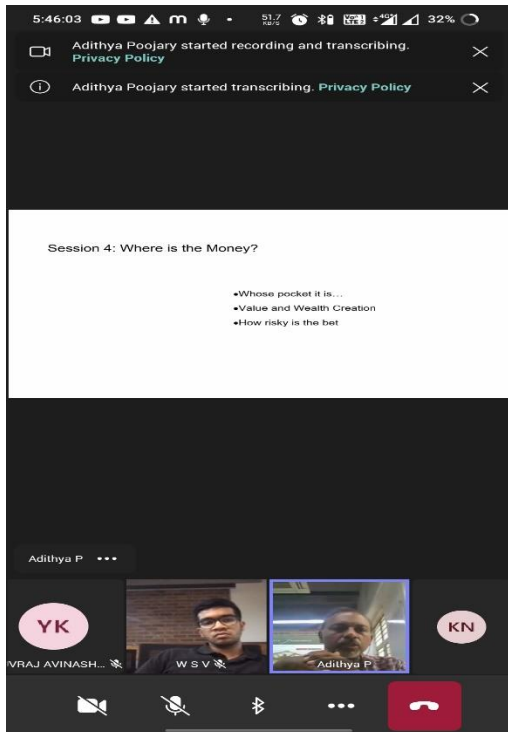 5:46:03 51.7 KB/S VoLTE 4G 32%
Adithya Poojary started recording and transcribing.
Privacy Policy
Adithya Poojary started transcribing. Privacy Policy
Session 4: Where is the Money?
•Whose pocket it is...
•Value and Wealth Creation
•How risky is the bet
Adithya P •••
YK
KN
VRAJ AVINASH...
W S V
Adithya P